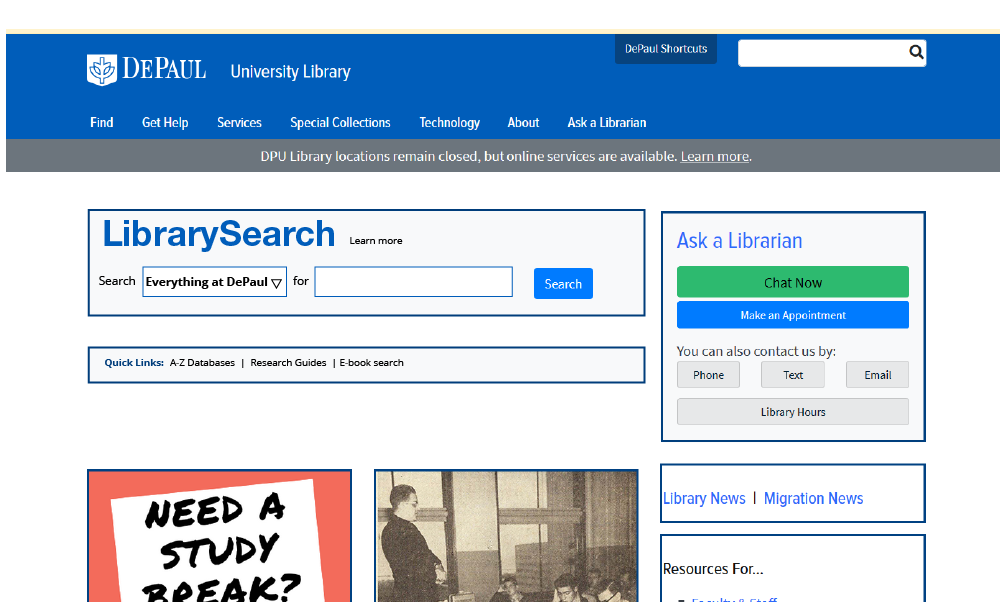 DePaul Shortcuts
DEPAUL University Library
Find Get Help Services Special Collections Technology About Ask a Librarian
DPU Library locations remain closed, but online services are available. Learn more.
LibrarySearch Learn more
Search Everything at DePaul for Search
Quick Links: A-Z Databases | Research Guides | E-book search
Ask a Librarian
Chat Now
Make an Appointment
You can also contact us by:
Phone Text Email
Library Hours
NEED A
STUDY
BREAK?
Library News | Migration News
Resources For...
Faculty & Staff